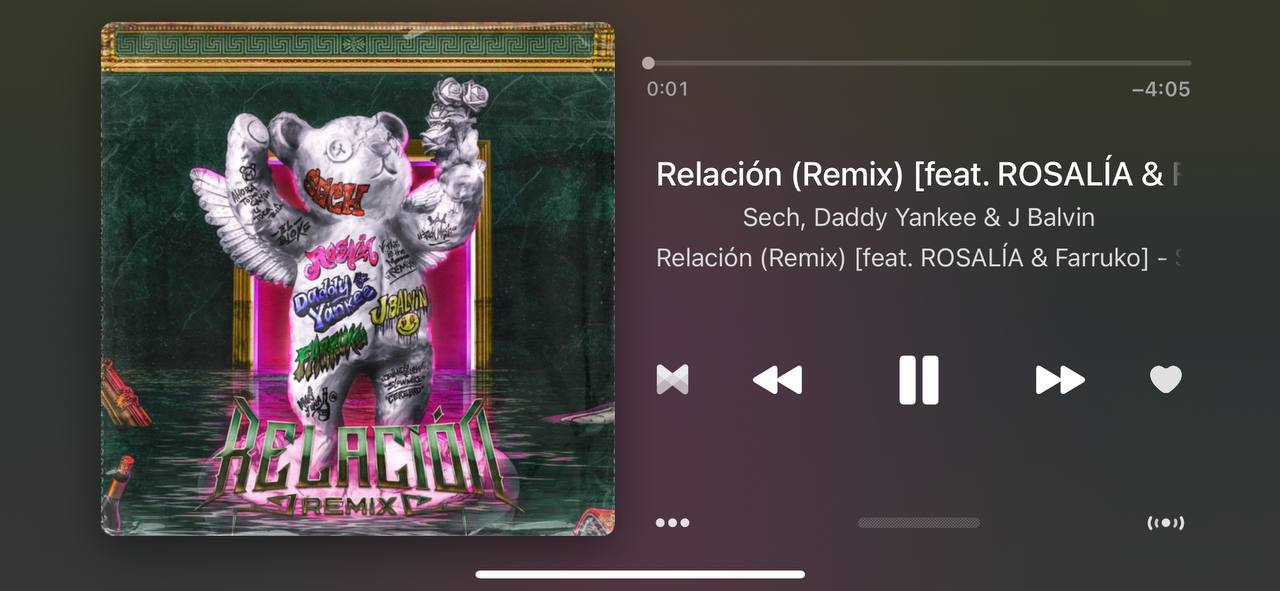 SECH
ROSALÍA
Daddy
Yankee
J BALVIN
FARRUKO
RELACIÓN
REMIX
0:01
−4:05
Relación (Remix) [feat. ROSALÍA &
Sech, Daddy Yankee & J Balvin
Relación (Remix) [feat. ROSALÍA & Farruko] -